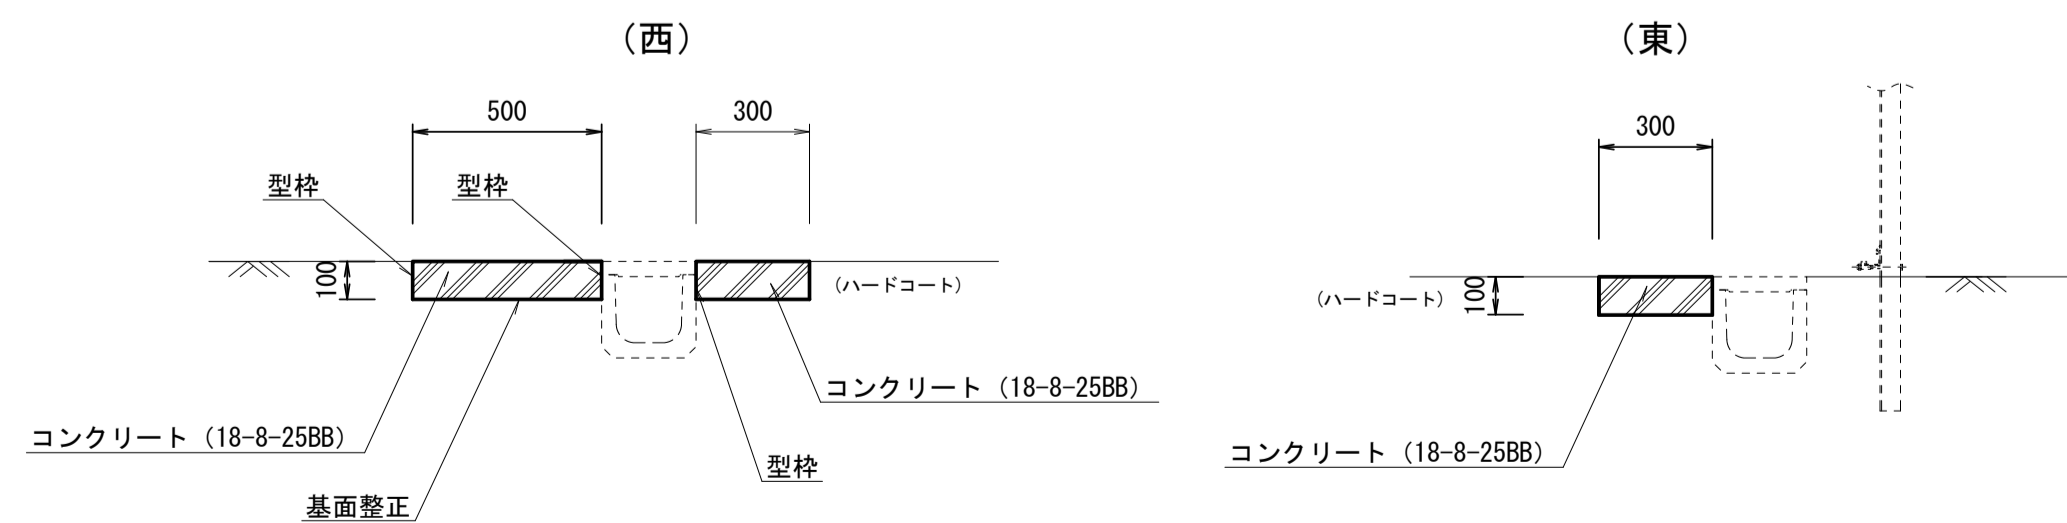 （西）
500
300
型枠
型枠
100
（ハードコート）
コンクリート（18-8-25BB）
コンクリート（18-8-25BB）
型枠
基面整正
（東）
300
（ハードコート）
100
コンクリート（18-8-25BB）